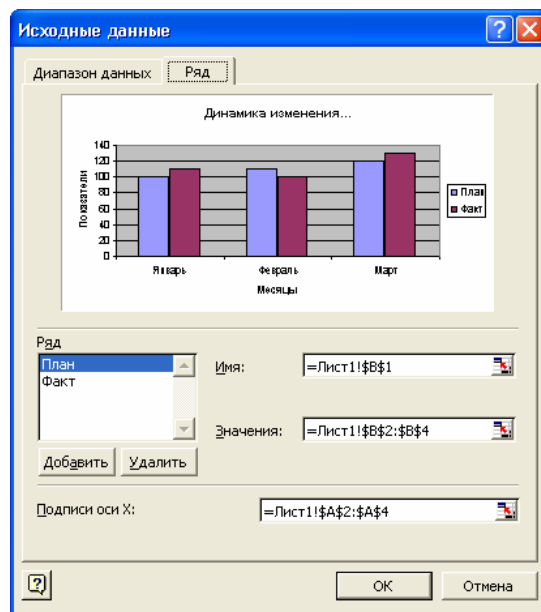 Исходные данные
Диапазон данных
Ряд
Динамика изменения...
Показатели
140
120
100
80
60
40
20
0
Январь
Февраль
Март
Месяцы
План
Факт
Ряд
План
Факт
Имя:
=Лист1!$B$1
Значения:
=Лист1!$B$2:$B$4
Добавить
Удалить
Подписи оси X:
=Лист1!$A$2:$A$4
ОК
Отмена